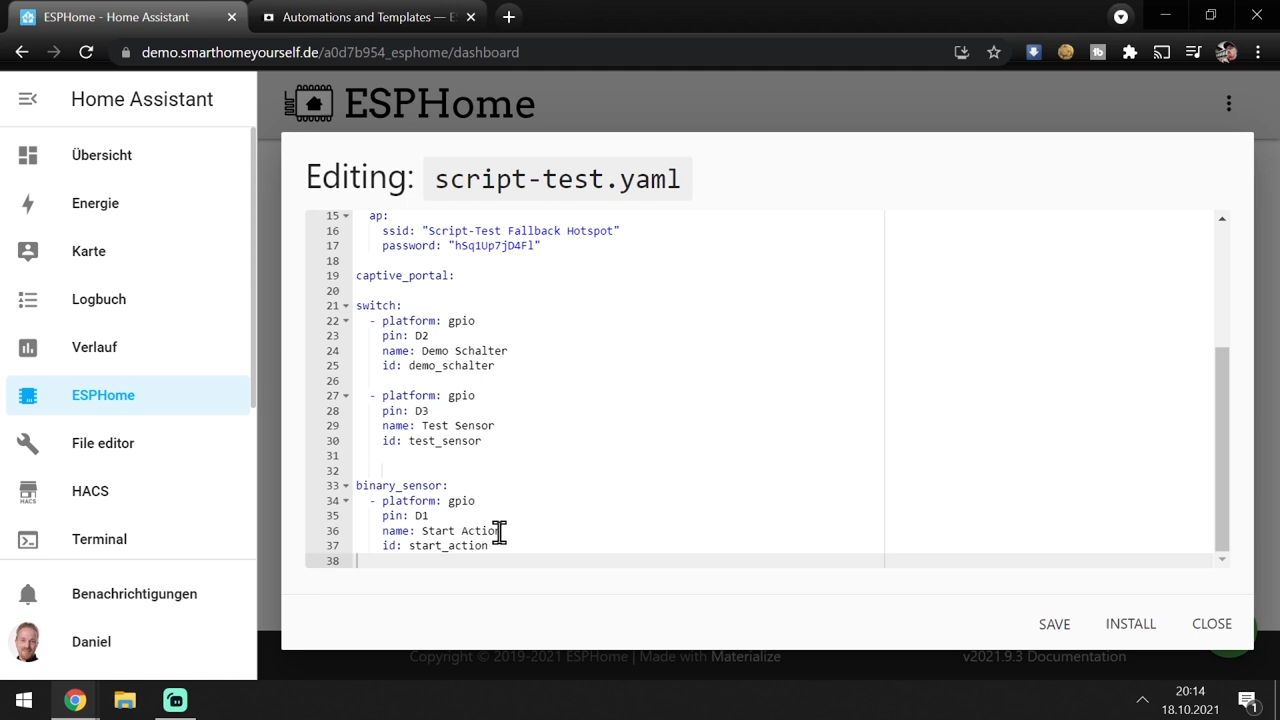 ESPHome - Home Assistant
Automations and Templates — ES
demo.smarthomeyourself.de/a0d7b954_esphome/dashboard
Home Assistant
Übersicht
Energie
Karte
Logbuch
Verlauf
ESPHome
File editor
HACS
HACS
Terminal
Benachrichtigungen
Daniel
ESPHome
Editing: script-test.yaml
15 ap:
16 ssid: "Script-Test Fallback Hotspot"
17 password: "hSq1Up7jD4Fl"
18
19 captive_portal:
20
21 switch:
22 - platform: gpio
23 pin: D2
24 name: Demo Schalter
25 id: demo_schalter
26
27 - platform: gpio
28 pin: D3
29 name: Test Sensor
30 id: test_sensor
31
32
33 binary_sensor:
34 - platform: gpio
35 pin: D1
36 name: Start Action
37 id: start_action
38
SAVE INSTALL CLOSE
Copyright © 2019-2021 ESPHome | Made with Materialize
v2021.9.3 Documentation
20:14
18.10.2021
1